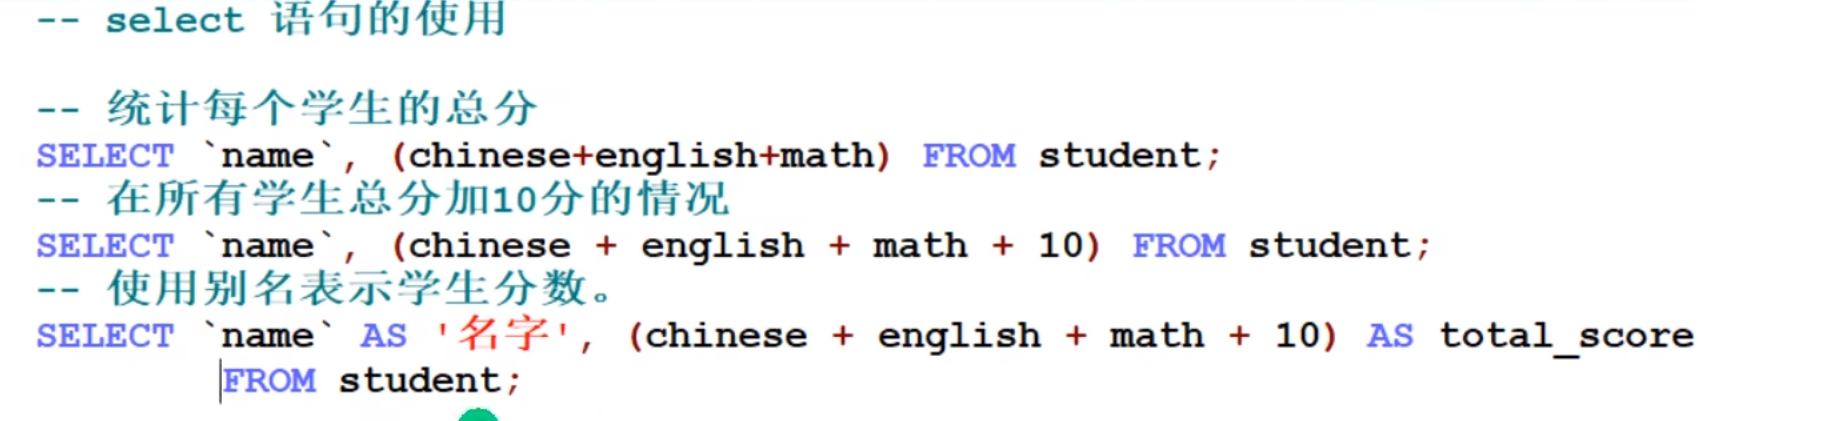 -- select 语句的使用
-- 统计每个学生的总分
SELECT `name`, (chinese+english+math) FROM student;
-- 在所有学生总分加10分的情况
SELECT `name`, (chinese + english + math + 10) FROM student;
-- 使用别名表示学生分数。
SELECT `name` AS '名字', (chinese + english + math + 10) AS total_score
FROM student;